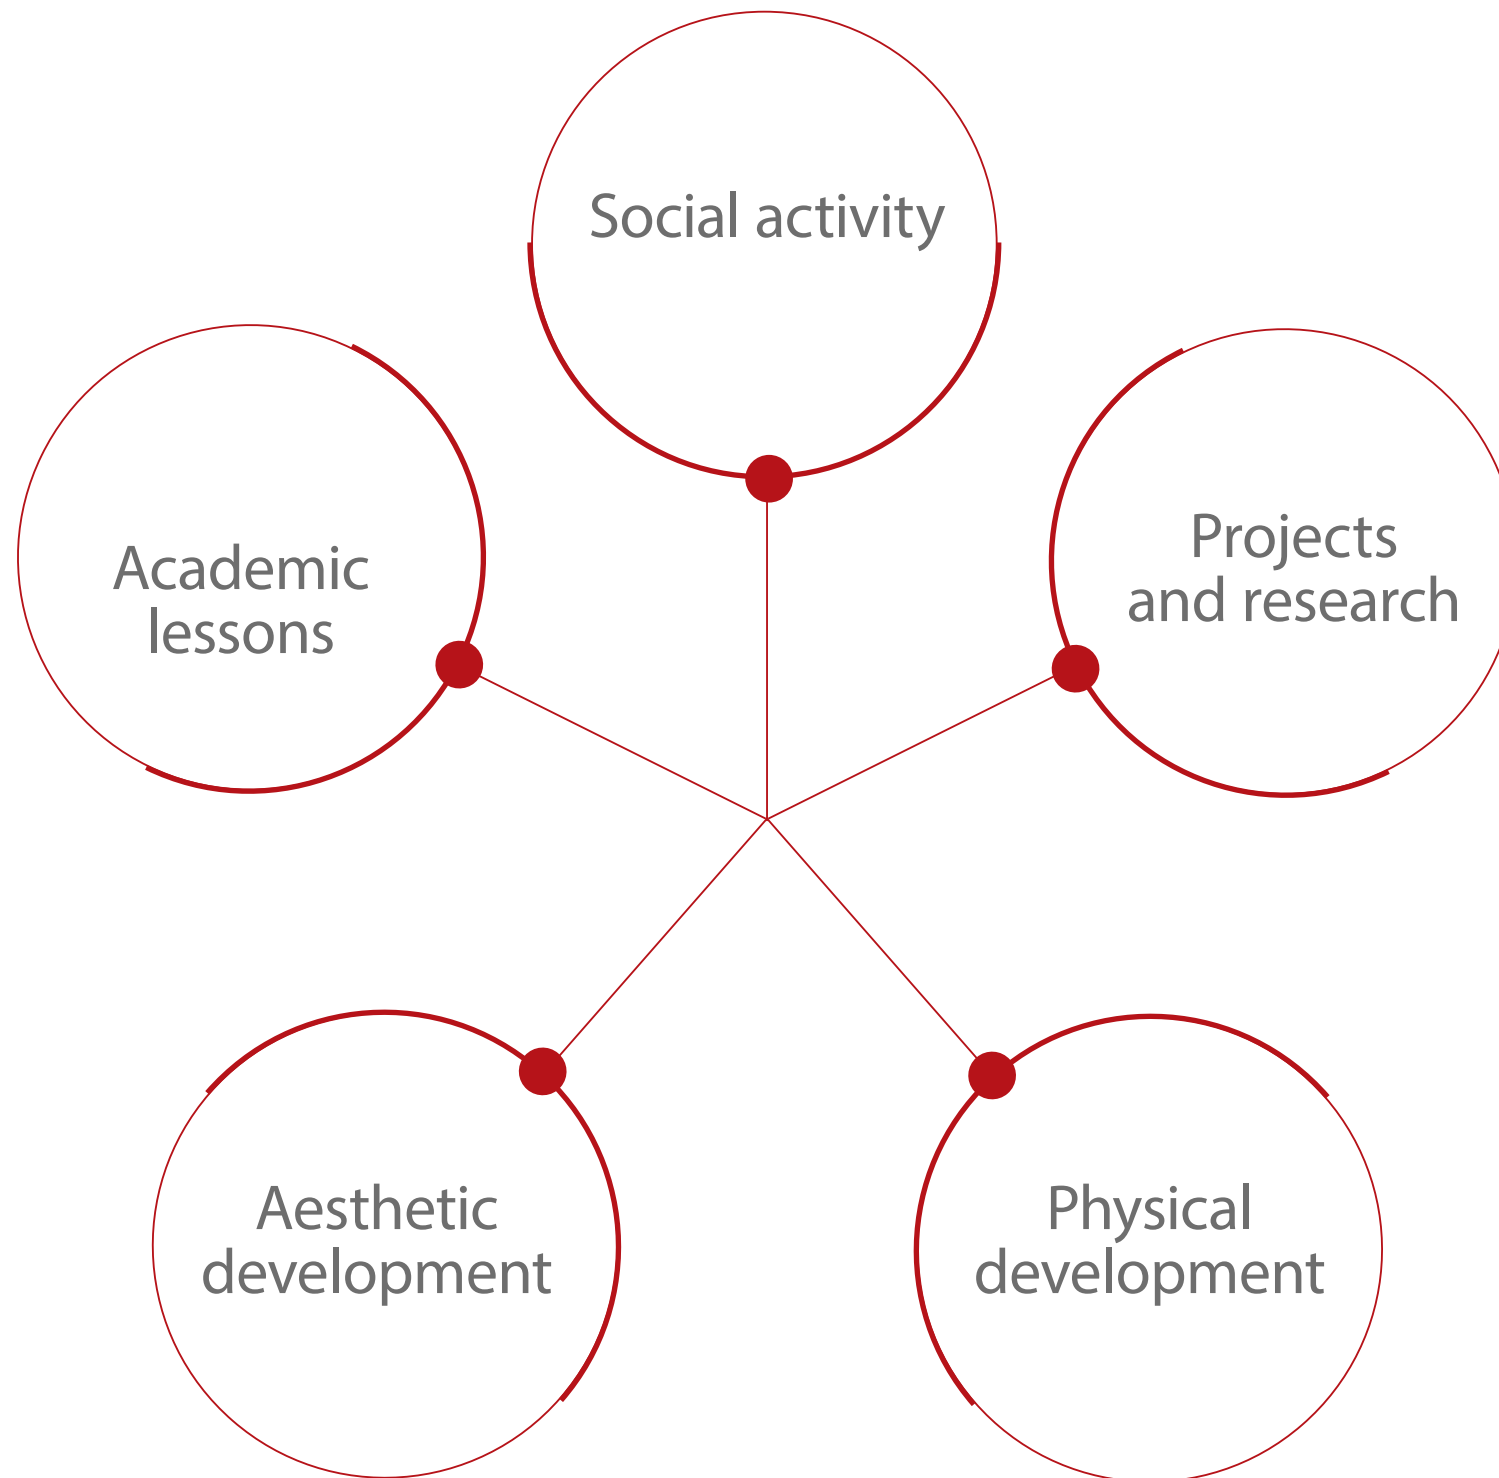 Social activity
Academic
lessons
Projects
and research
Aesthetic
development
Physical
development